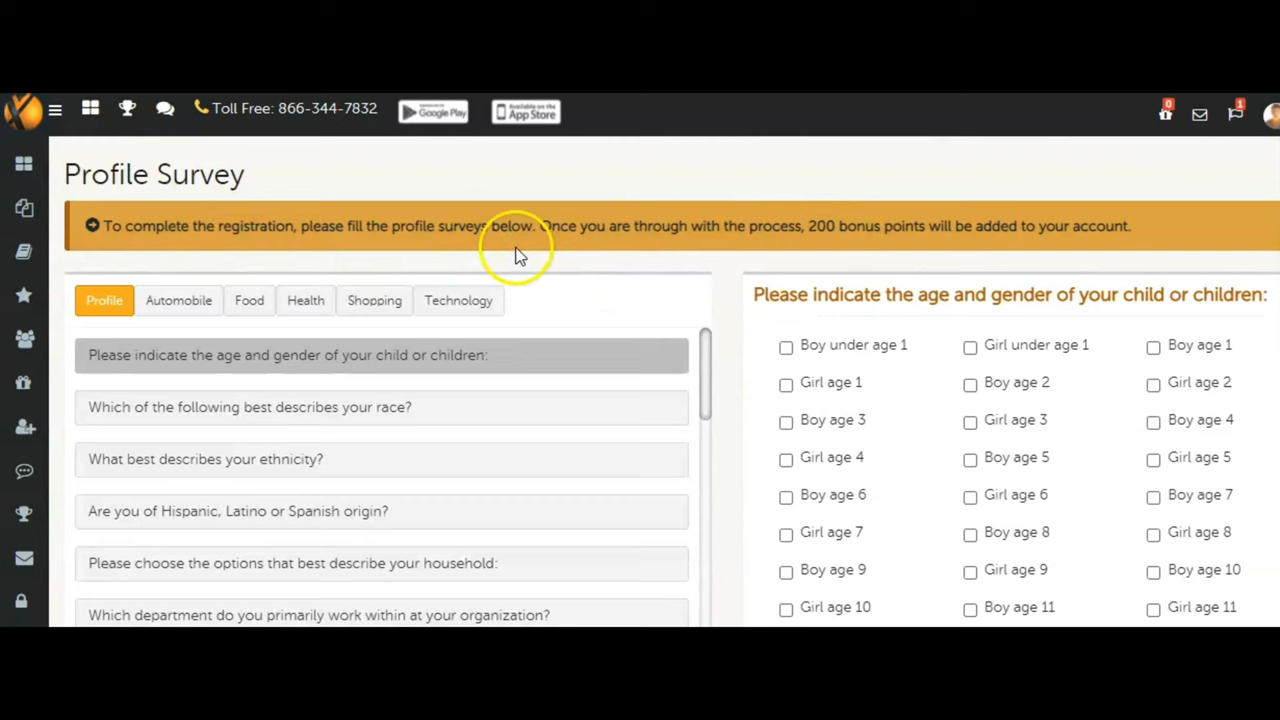 Toll Free: 866-344-7832
Google Play
Available on the
App Store
0
1
Profile Survey
To complete the registration, please fill the profile surveys below. Once you are through with the process, 200 bonus points will be added to your account.
Profile
Automobile
Food
Health
Shopping
Technology
Please indicate the age and gender of your child or children:
Which of the following best describes your race?
What best describes your ethnicity?
Are you of Hispanic, Latino or Spanish origin?
Please choose the options that best describe your household:
Which department do you primarily work within at your organization?
Please indicate the age and gender of your child or children:
Boy under age 1 Girl under age 1 Boy age 1
Girl age 1 Boy age 2 Girl age 2
Boy age 3 Girl age 3 Boy age 4
Girl age 4 Boy age 5 Girl age 5
Boy age 6 Girl age 6 Boy age 7
Girl age 7 Boy age 8 Girl age 8
Boy age 9 Girl age 9 Boy age 10
Girl age 10 Boy age 11 Girl age 11